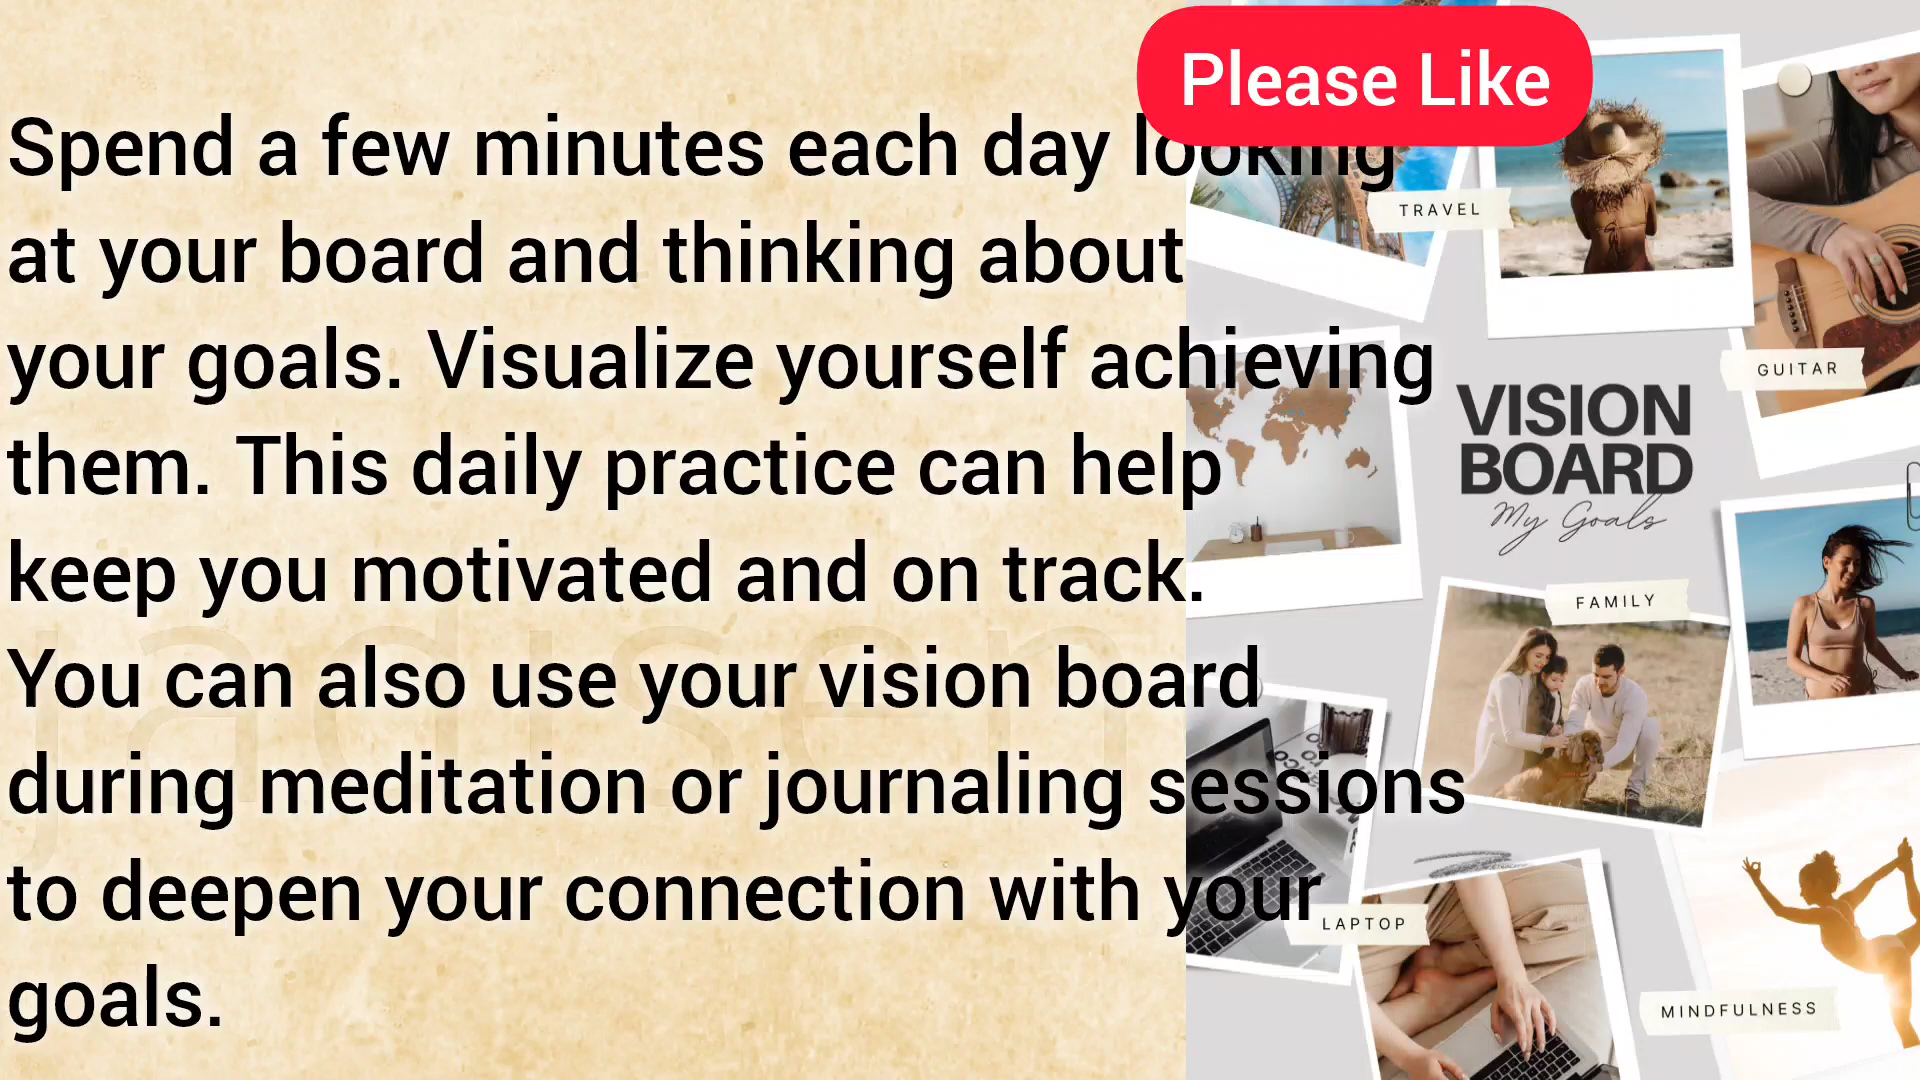 Please Like
Spend a few minutes each day looking
at your board and thinking about
your goals. Visualize yourself achieving
them. This daily practice can help
keep you motivated and on track.
You can also use your vision board
during meditation or journaling sessions
to deepen your connection with your
goals.
TRAVEL
GUITAR
VISION
BOARD
My Goals
FAMILY
LAPTOP
MINDFULNESS
jadisen